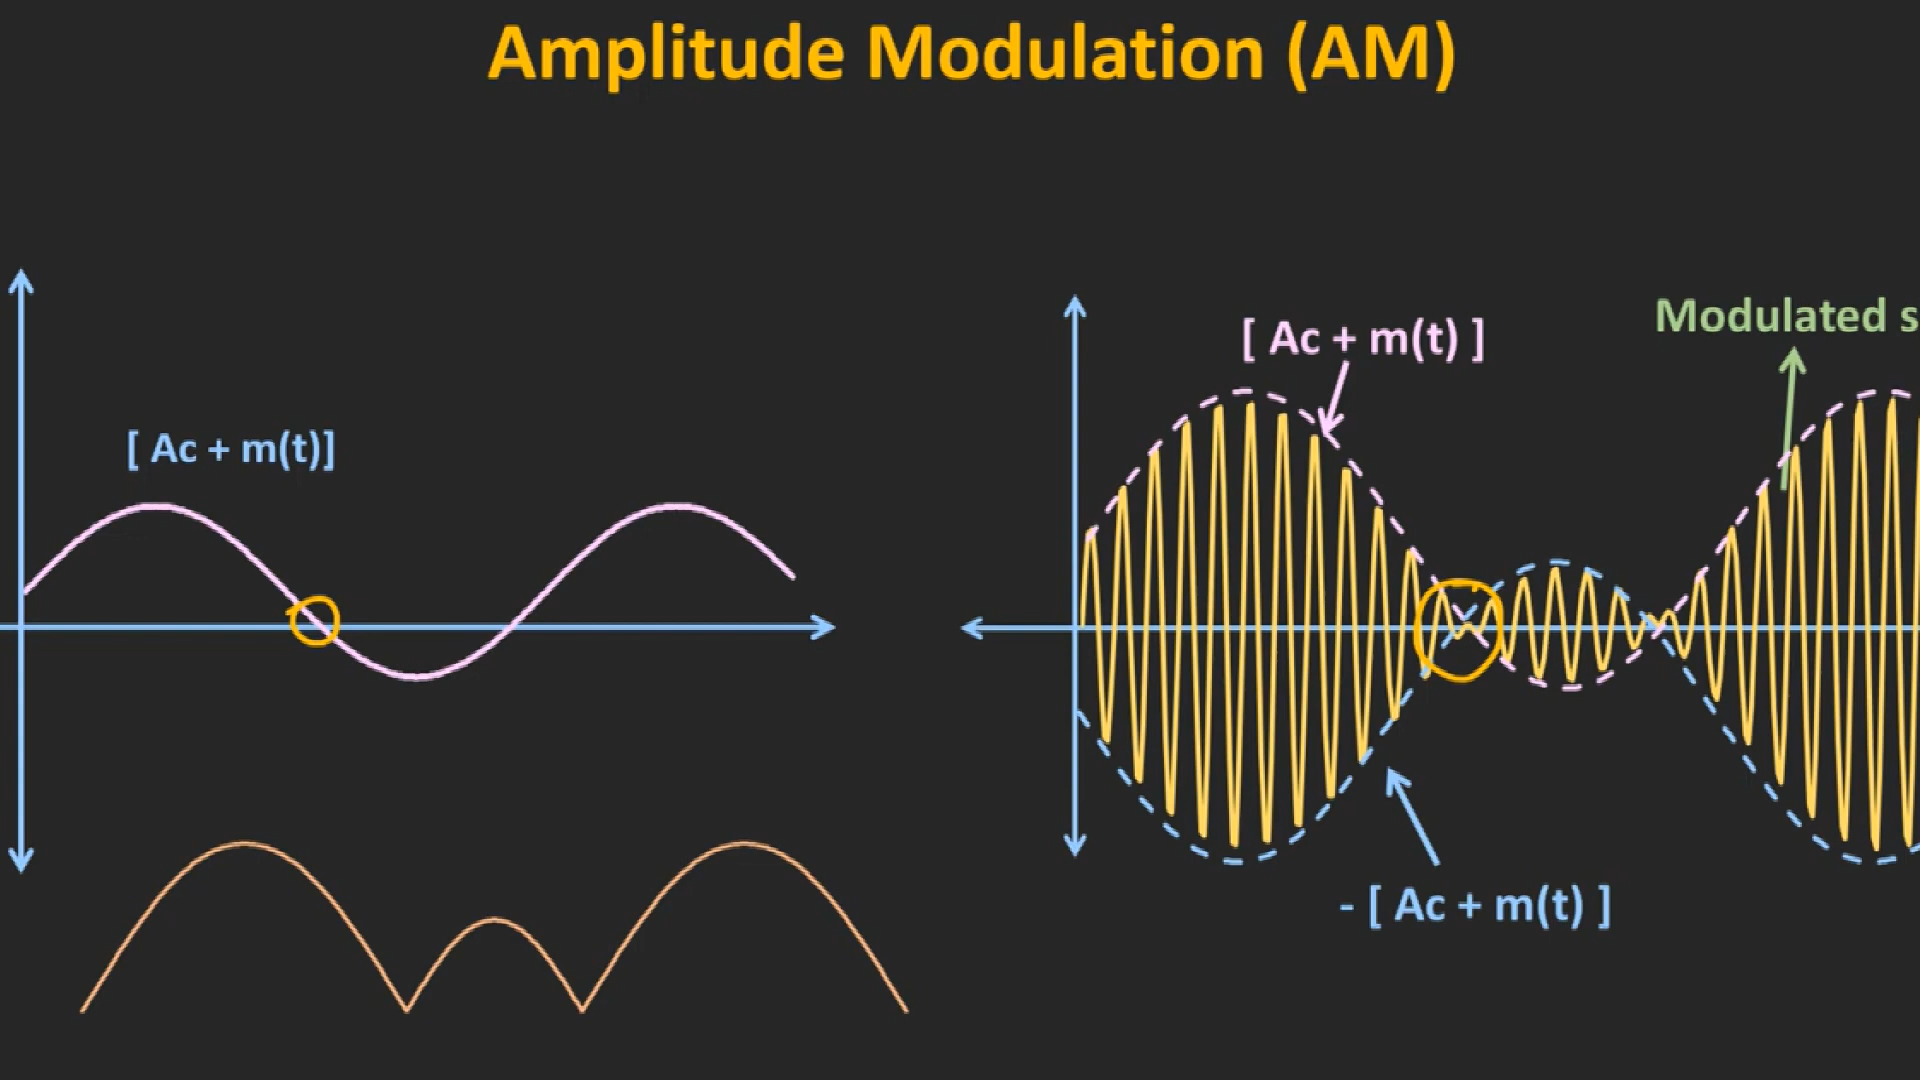 Amplitude Modulation (AM)
[ Ac + m(t) ]
Modulated s
[ Ac + m(t)]
- [ Ac + m(t) ]